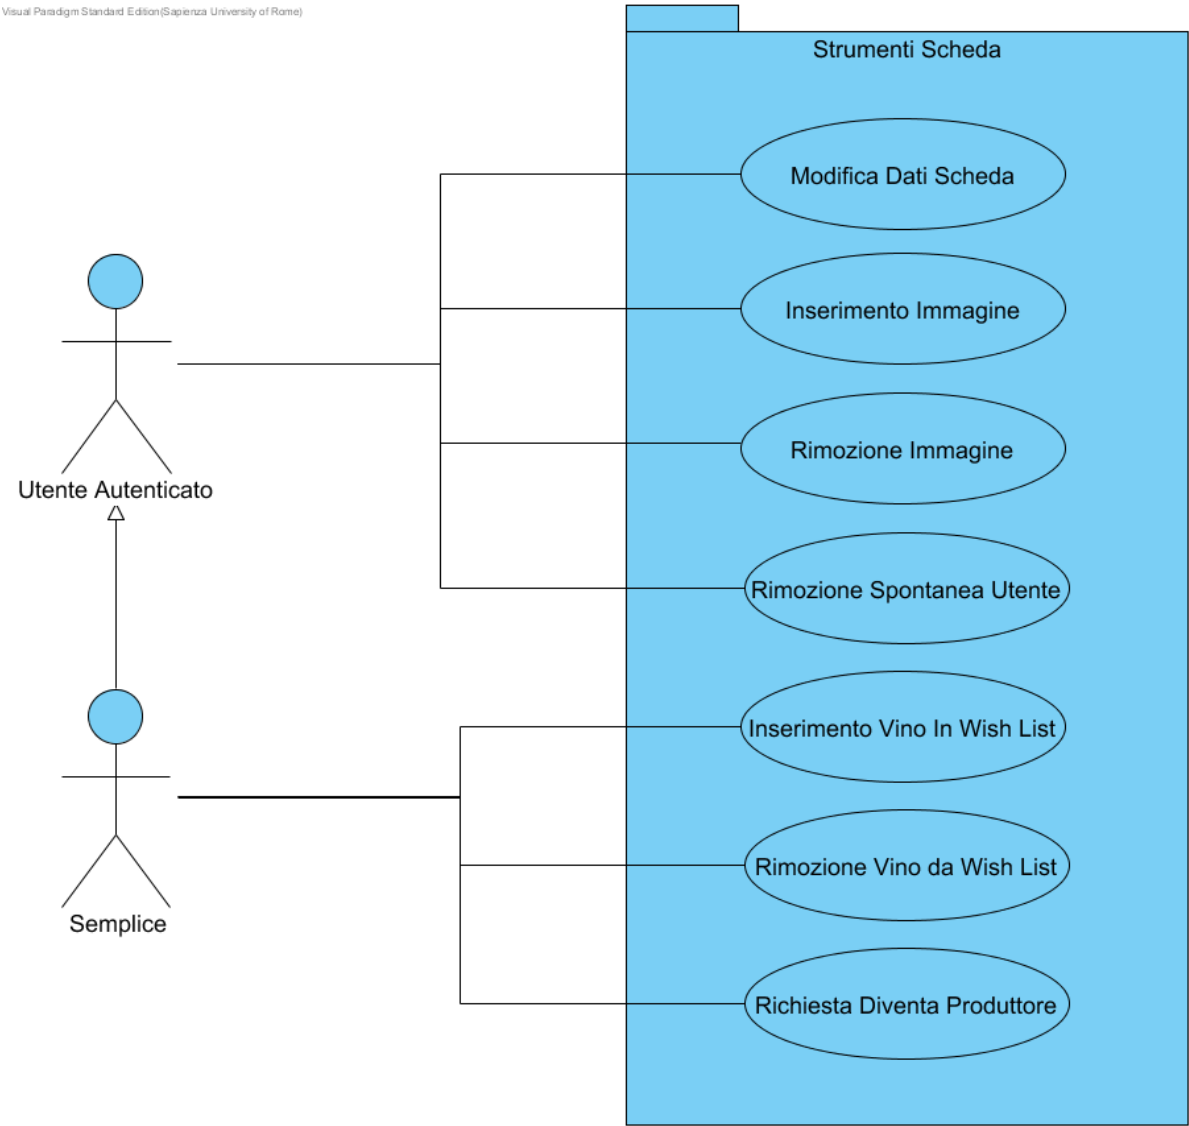 Visual Paradigm Standard Edition(Sapienza University of Rome)
Strumenti Scheda
Modifica Dati Scheda
Inserimento Immagine
Rimozione Immagine
Utente Autenticato
Rimozione Spontanea Utente
Inserimento Vino In Wish List
Rimozione Vino da Wish List
Semplice
Richiesta Diventa Produttore